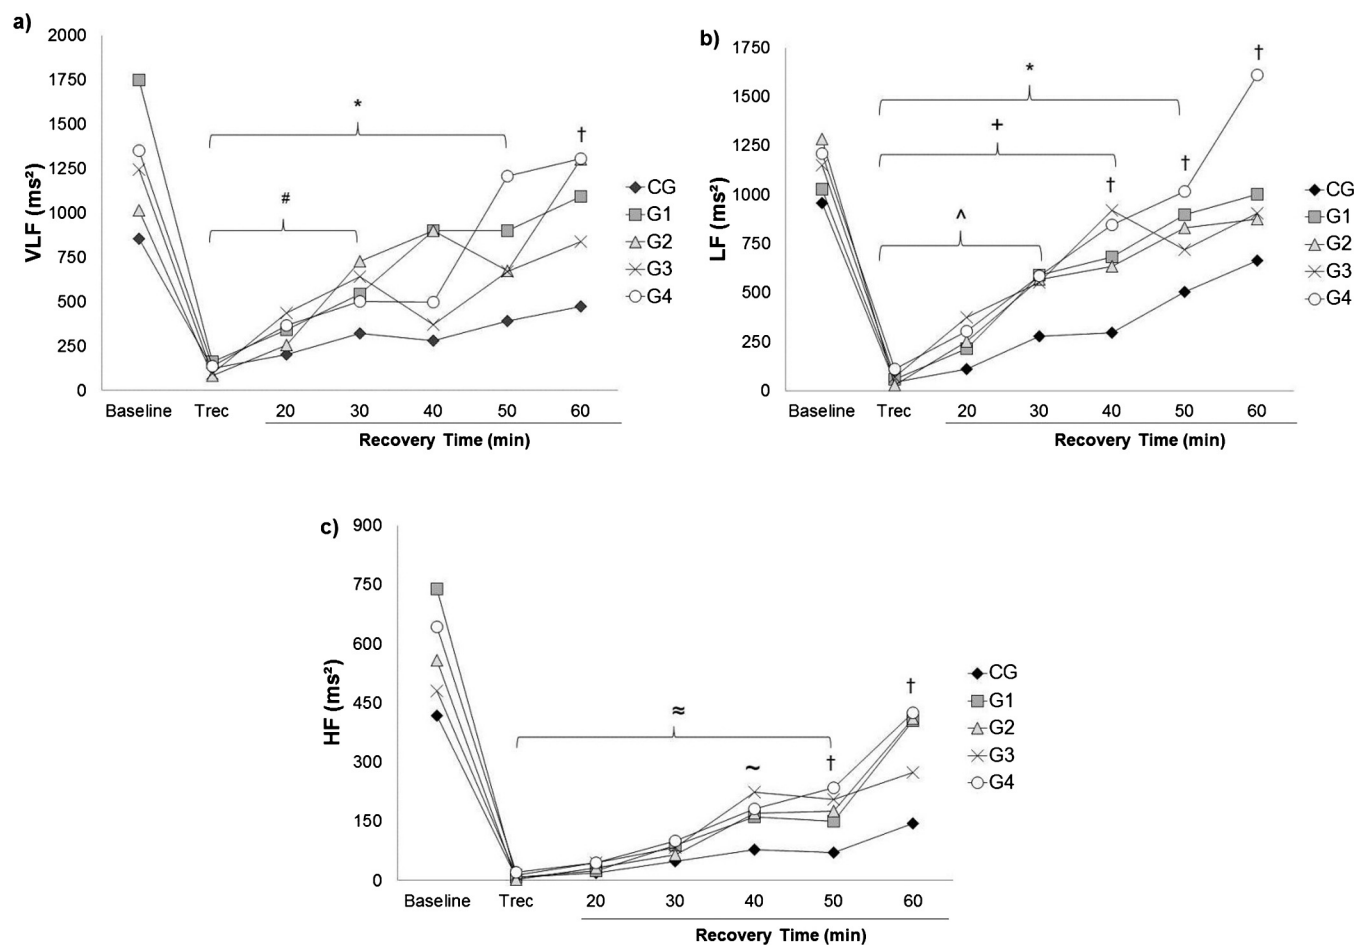 a)
2000
1750
1500
1250
1000
750
500
250
0
VLF (ms²)
*
#
†
CG
G1
G2
G3
G4
Baseline Trec 20 30 40 50 60
Recovery Time (min)
b)
1750
1500
1250
1000
750
500
250
0
LF (ms²)
*
+
^
†
†
†
CG
G1
G2
G3
G4
Baseline Trec 20 30 40 50 60
Recovery Time (min)
c)
900
750
600
450
300
150
0
HF (ms²)
≈
~
†
†
CG
G1
G2
G3
G4
Baseline Trec 20 30 40 50 60
Recovery Time (min)